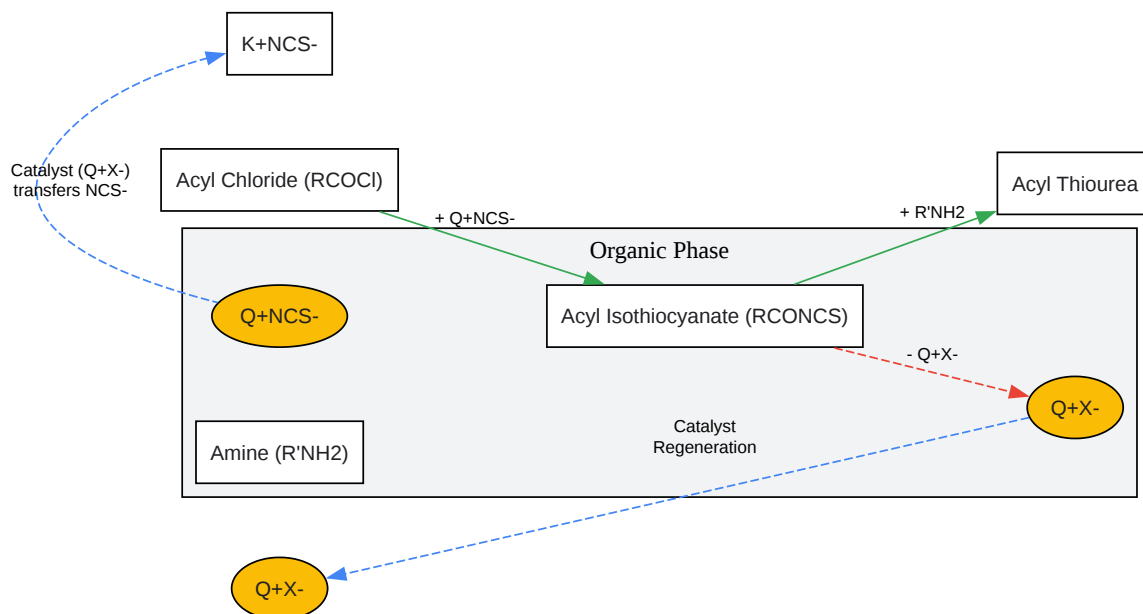 K+NCS-
Catalyst (Q+X-)
transfers NCS-
Acyl Chloride (RCOCl)
Acyl Thiourea
+ Q+NCS-
+ R'NH2
Organic Phase
Q+NCS-
Acyl Isothiocyanate (RCONCS)
- Q+X-
Q+X-
Catalyst
Regeneration
Amine (R'NH2)
Q+X-